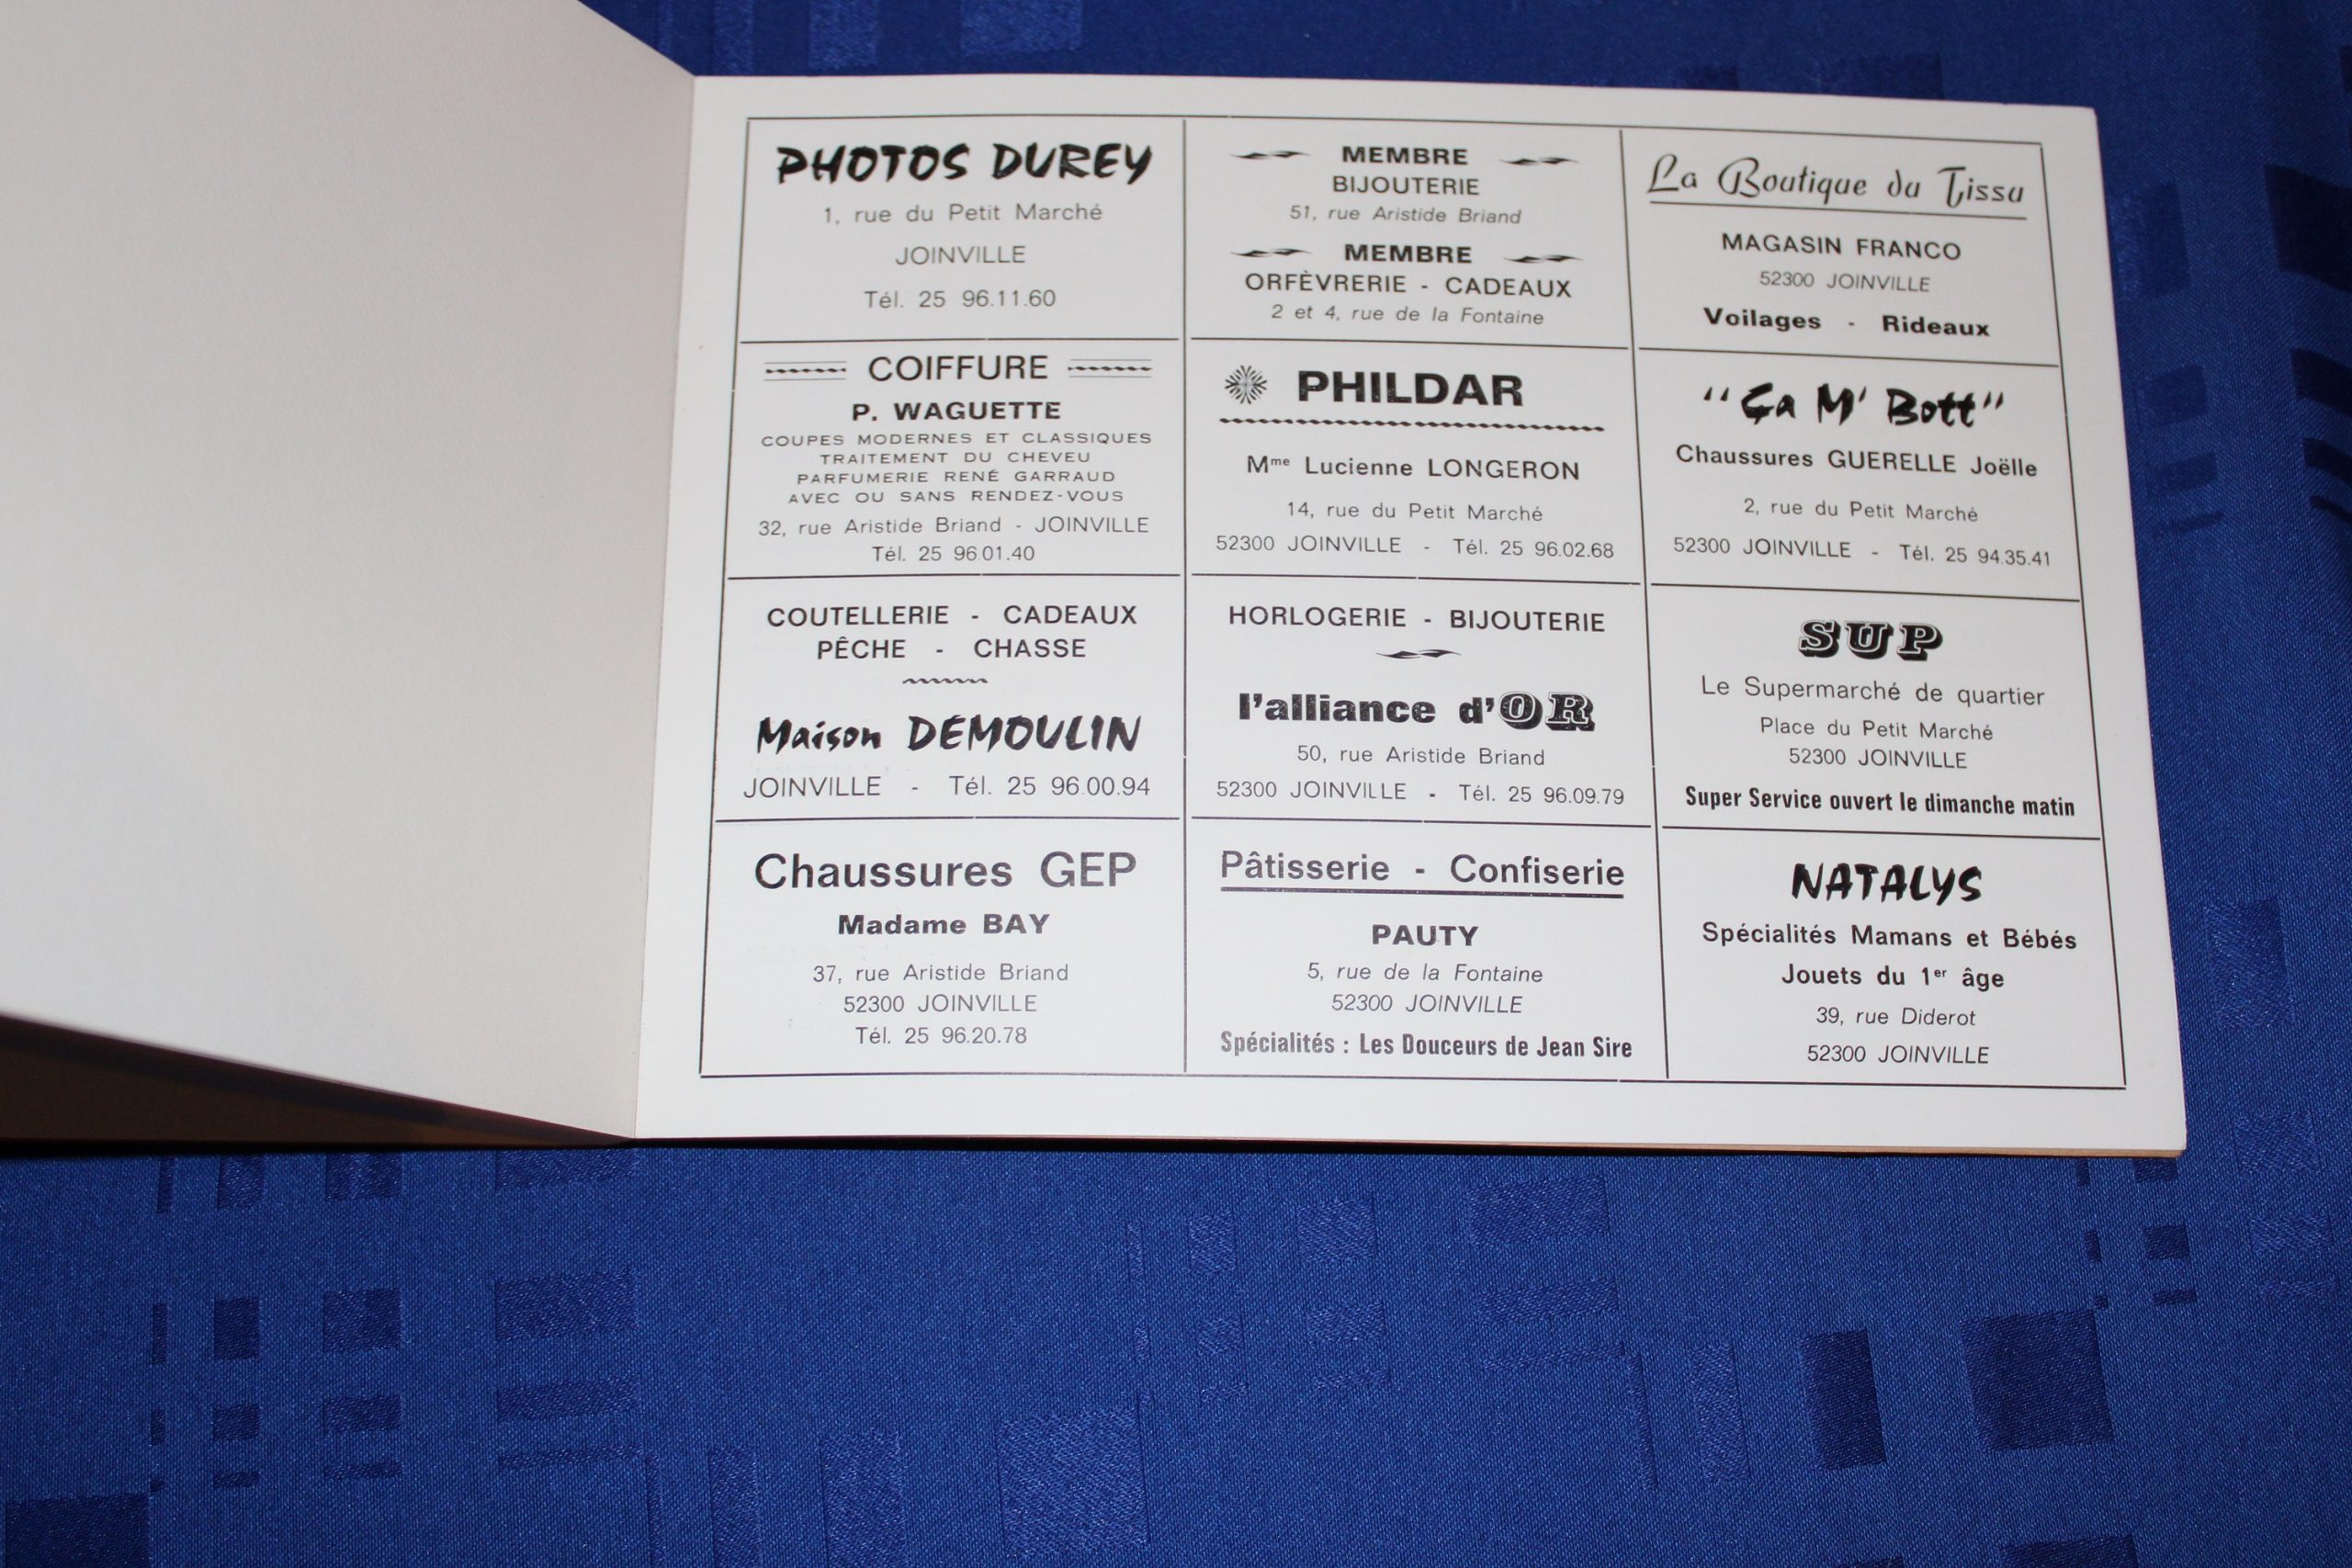 PHOTOS DUREY
1, rue du Petit Marché
JOINVILLE
Tél. 25 96.11.60
MEMBRE
BIJOUTERIE
51, rue Aristide Briand
MEMBRE
ORFÈVRERIE - CADEAUX
2 et 4, rue de la Fontaine
La Boutique du Tissu
MAGASIN FRANCO
52300 JOINVILLE
Voilages - Rideaux
COIFFURE
P. WAGUETTE
COUPES MODERNES ET CLASSIQUES
TRAITEMENT DU CHEVEU
PARFUMERIE RENÉ GARRAUD
AVEC OU SANS RENDEZ-VOUS
32, rue Aristide Briand - JOINVILLE
Tél. 25 96.01.40
PHILDAR
Mme Lucienne LONGERON
14, rue du Petit Marché
52300 JOINVILLE - Tél. 25 96.02.68
"Ça M' Bott"
Chaussures GUERELLE Joëlle
2, rue du Petit Marché
52300 JOINVILLE - Tél. 25 94.35.41
COUTELLERIE - CADEAUX
PÊCHE - CHASSE
Maison DEMOULIN
JOINVILLE - Tél. 25 96.00.94
HORLOGERIE - BIJOUTERIE
l'alliance d'OR
50, rue Aristide Briand
52300 JOINVILLE - Tél. 25 96.09.79
SUP
Le Supermarché de quartier
Place du Petit Marché
52300 JOINVILLE
Super Service ouvert le dimanche matin
Chaussures GEP
Madame BAY
37, rue Aristide Briand
52300 JOINVILLE
Tél. 25 96.20.78
Pâtisserie - Confiserie
PAUTY
5, rue de la Fontaine
52300 JOINVILLE
Spécialités : Les Douceurs de Jean Sire
NATALYS
Spécialités Mamans et Bébés
Jouets du 1er âge
39, rue Diderot
52300 JOINVILLE